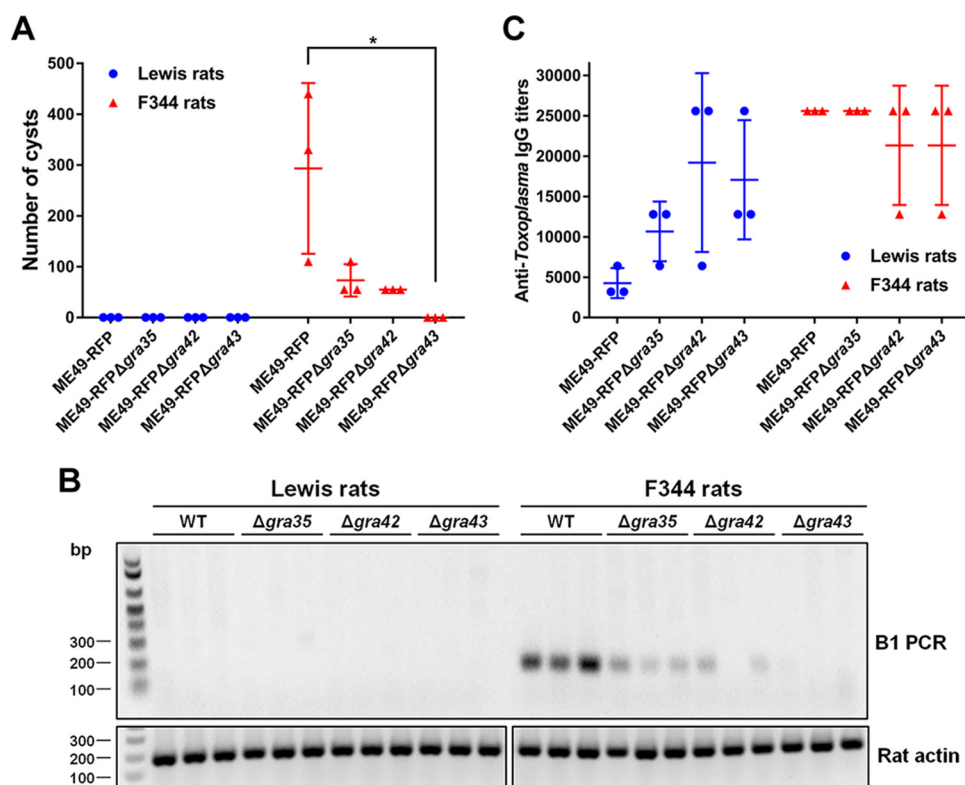 A
Number of cysts
500
400
300
200
100
0
Lewis rats
F344 rats
*
ME49-RFP
ME49-RFPΔgra35
ME49-RFPΔgra42
ME49-RFPΔgra43
ME49-RFP
ME49-RFPΔgra35
ME49-RFPΔgra42
ME49-RFPΔgra43
C
Anti-Toxoplasma IgG titers
30000
25000
20000
15000
10000
5000
0
Lewis rats
F344 rats
ME49-RFP
ME49-RFPΔgra35
ME49-RFPΔgra42
ME49-RFPΔgra43
ME49-RFP
ME49-RFPΔgra35
ME49-RFPΔgra42
ME49-RFPΔgra43
B
Lewis rats F344 rats
WT Δgra35 Δgra42 Δgra43 WT Δgra35 Δgra42 Δgra43
bp
300
200
100
B1 PCR
300
200
100
Rat actin